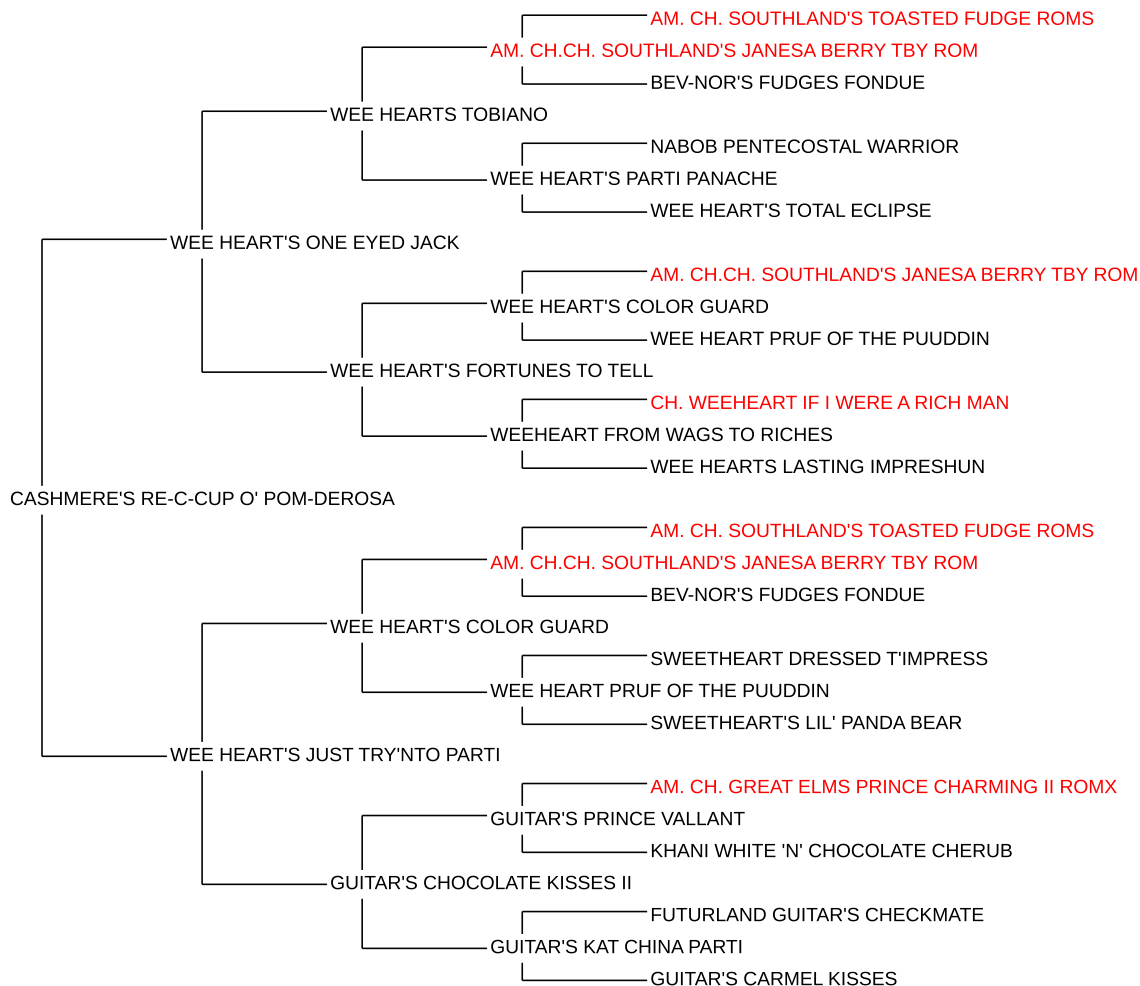 AM. CH. SOUTHLAND'S TOASTED FUDGE ROMS
AM. CH.CH. SOUTHLAND'S JANESA BERRY TBY ROM
BEV-NOR'S FUDGES FONDUE
WEE HEARTS TOBIANO
NABOB PENTECOSTAL WARRIOR
WEE HEART'S PARTI PANACHE
WEE HEART'S TOTAL ECLIPSE
WEE HEART'S ONE EYED JACK
AM. CH.CH. SOUTHLAND'S JANESA BERRY TBY ROM
WEE HEART'S COLOR GUARD
WEE HEART PRUF OF THE PUUDDIN
WEE HEART'S FORTUNES TO TELL
CH. WEEHEART IF I WERE A RICH MAN
WEEHEART FROM WAGS TO RICHES
WEE HEARTS LASTING IMPRESHUN
CASHMERE'S RE-C-CUP O' POM-DEROSA
AM. CH. SOUTHLAND'S TOASTED FUDGE ROMS
AM. CH.CH. SOUTHLAND'S JANESA BERRY TBY ROM
BEV-NOR'S FUDGES FONDUE
WEE HEART'S COLOR GUARD
SWEETHEART DRESSED T'IMPRESS
WEE HEART PRUF OF THE PUUDDIN
SWEETHEART'S LIL' PANDA BEAR
WEE HEART'S JUST TRY'NTO PARTI
AM. CH. GREAT ELMS PRINCE CHARMING II ROMX
GUITAR'S PRINCE VALLANT
KHANI WHITE 'N' CHOCOLATE CHERUB
GUITAR'S CHOCOLATE KISSES II
FUTURLAND GUITAR'S CHECKMATE
GUITAR'S KAT CHINA PARTI
GUITAR'S CARMEL KISSES